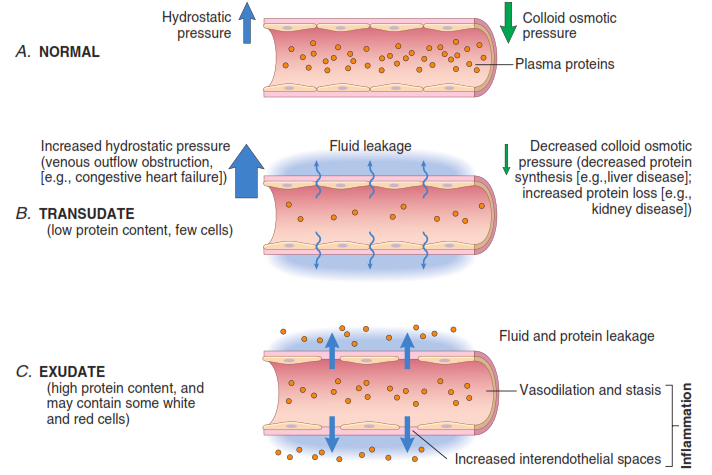 Hydrostatic
pressure
Colloid osmotic
pressure
A. NORMAL
Plasma proteins
Increased hydrostatic pressure
(venous outflow obstruction,
[e.g., congestive heart failure])
Fluid leakage
Decreased colloid osmotic
pressure (decreased protein
synthesis [e.g.,liver disease];
increased protein loss [e.g.,
kidney disease])
B. TRANSUDATE
(low protein content, few cells)
Fluid and protein leakage
C. EXUDATE
(high protein content, and
may contain some white
and red cells)
Vasodilation and stasis
Increased interendothelial spaces
Inflammation